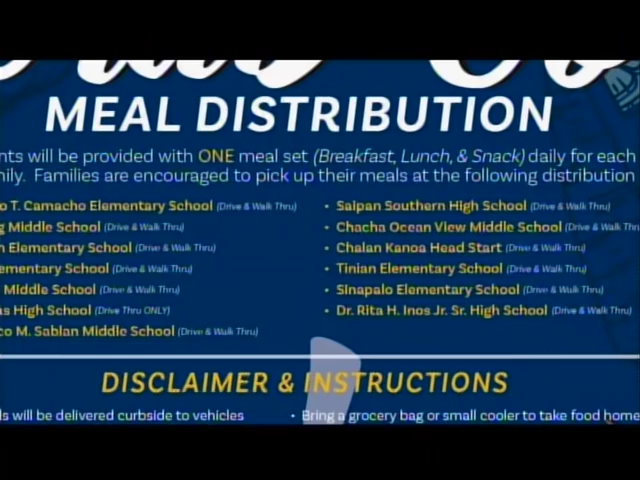 MEAL DISTRIBUTION
nts will be provided with ONE meal set (Breakfast, Lunch, & Snack) daily for each
ily. Families are encouraged to pick up their meals at the following distribution
o T. Camacho Elementary School (Drive & Walk Thru)
g Middle School (Drive & Walk Thru)
n Elementary School (Drive & Walk Thru)
ementary School (Drive & Walk Thru)
Middle School (Drive & Walk Thru)
as High School (Drive Thru ONLY)
co M. Sablan Middle School (Drive & Walk Thru)
• Saipan Southern High School (Drive & Walk Thru)
• Chacha Ocean View Middle School (Drive & Walk Thru
• Chalan Kanoa Head Start (Drive & Walk Thru)
• Tinian Elementary School (Drive & Walk Thru)
• Sinapalo Elementary School (Drive & Walk Thru)
• Dr. Rita H. Inos Jr. Sr. High School (Drive & Walk Thru)
DISCLAIMER & INSTRUCTIONS
ls will be delivered curbside to vehicles
• Bring a grocery bag or small cooler to take food home